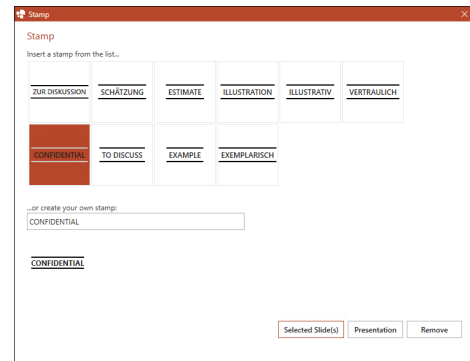 Stamp
Stamp
Insert a stamp from the list...
ZUR DISKUSSION SCHÄTZUNG ESTIMATE ILLUSTRATION ILLUSTRATIV VERTRAULICH
CONFIDENTIAL TO DISCUSS EXAMPLE EXEMPLARISCH
...or create your own stamp:
CONFIDENTIAL
CONFIDENTIAL
Selected Slide(s) Presentation Remove